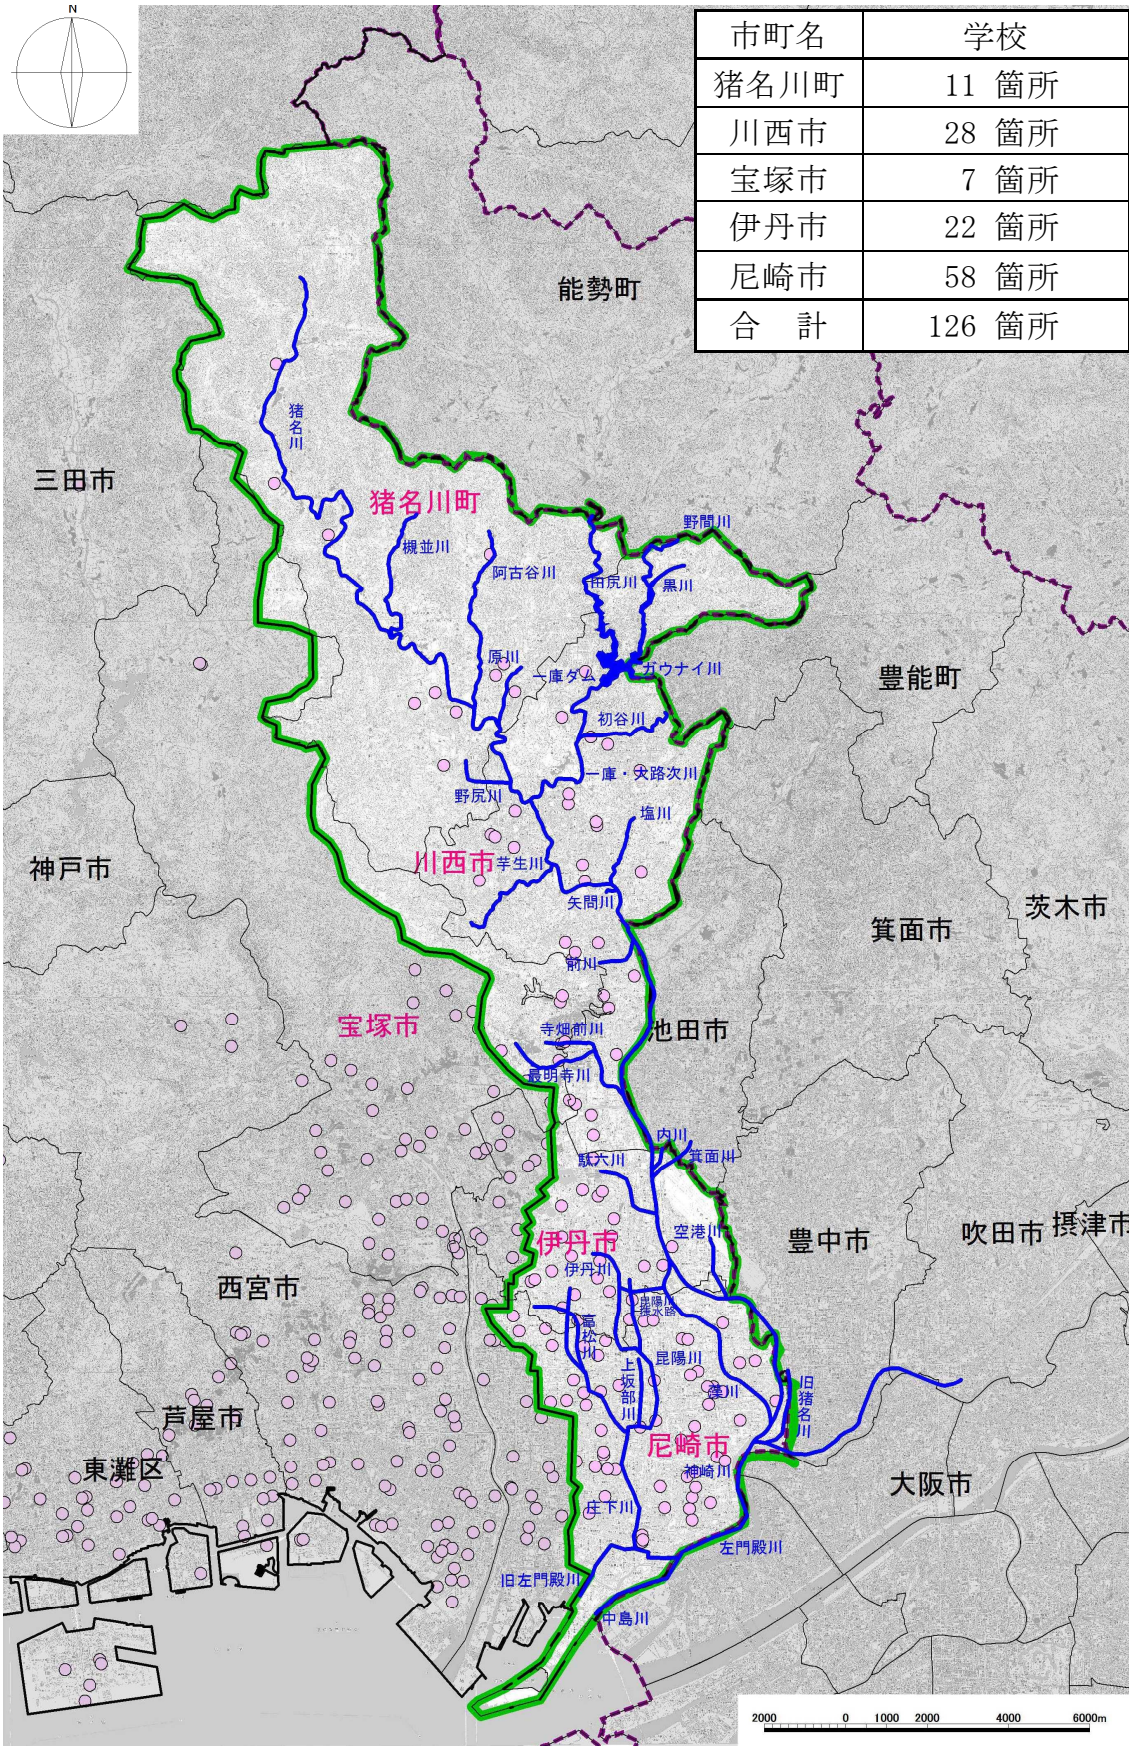 N
市町名 学校
猪名川町 11 箇所
川西市 28 箇所
宝塚市 7 箇所
伊丹市 22 箇所
尼崎市 58 箇所
合 計 126 箇所
能勢町
猪名川
三田市
猪名川町
野間川
槻並川
阿古谷川
田尻川
黒川
原川
一庫ダム
ガウナイ川
豊能町
初谷川
一庫・大路次川
野尻川
塩川
神戸市
川西市
芋生川
矢問川
茨木市
箕面市
前川
宝塚市
寺畑前川
池田市
最明寺川
内川
箕面川
駄六川
空港川
伊丹市
豊中市
吹田市
摂津市
伊丹川
西宮市
昆陽川
高松川
昆陽川
上坂部川
藻川
旧猪名川
芦屋市
尼崎市
東灘区
神崎川
大阪市
庄下川
左門殿川
旧左門殿川
中島川
2000 0 1000 2000 4000 6000m